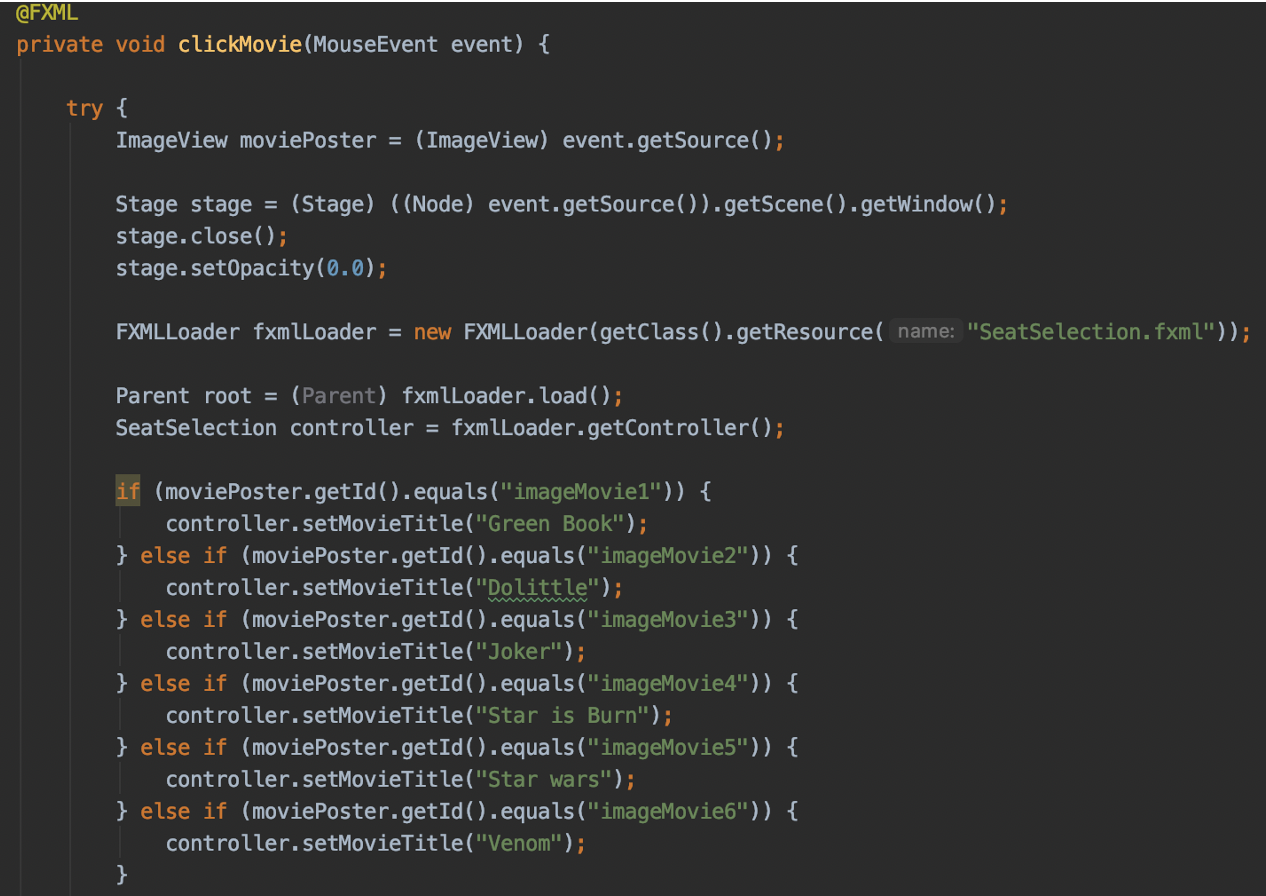 @FXML
private void clickMovie(MouseEvent event) {
try {
ImageView moviePoster = (ImageView) event.getSource();
Stage stage = (Stage) ((Node) event.getSource()).getScene().getWindow();
stage.close();
stage.setOpacity(0.0);
FXMLLoader fxmlLoader = new FXMLLoader(getClass().getResource( name: "SeatSelection.fxml"));
Parent root = (Parent) fxmlLoader.load();
SeatSelection controller = fxmlLoader.getController();
if (moviePoster.getId().equals("imageMovie1")) {
controller.setMovieTitle("Green Book");
} else if (moviePoster.getId().equals("imageMovie2")) {
controller.setMovieTitle("Dolittle");
} else if (moviePoster.getId().equals("imageMovie3")) {
controller.setMovieTitle("Joker");
} else if (moviePoster.getId().equals("imageMovie4")) {
controller.setMovieTitle("Star is Burn");
} else if (moviePoster.getId().equals("imageMovie5")) {
controller.setMovieTitle("Star wars");
} else if (moviePoster.getId().equals("imageMovie6")) {
controller.setMovieTitle("Venom");
}